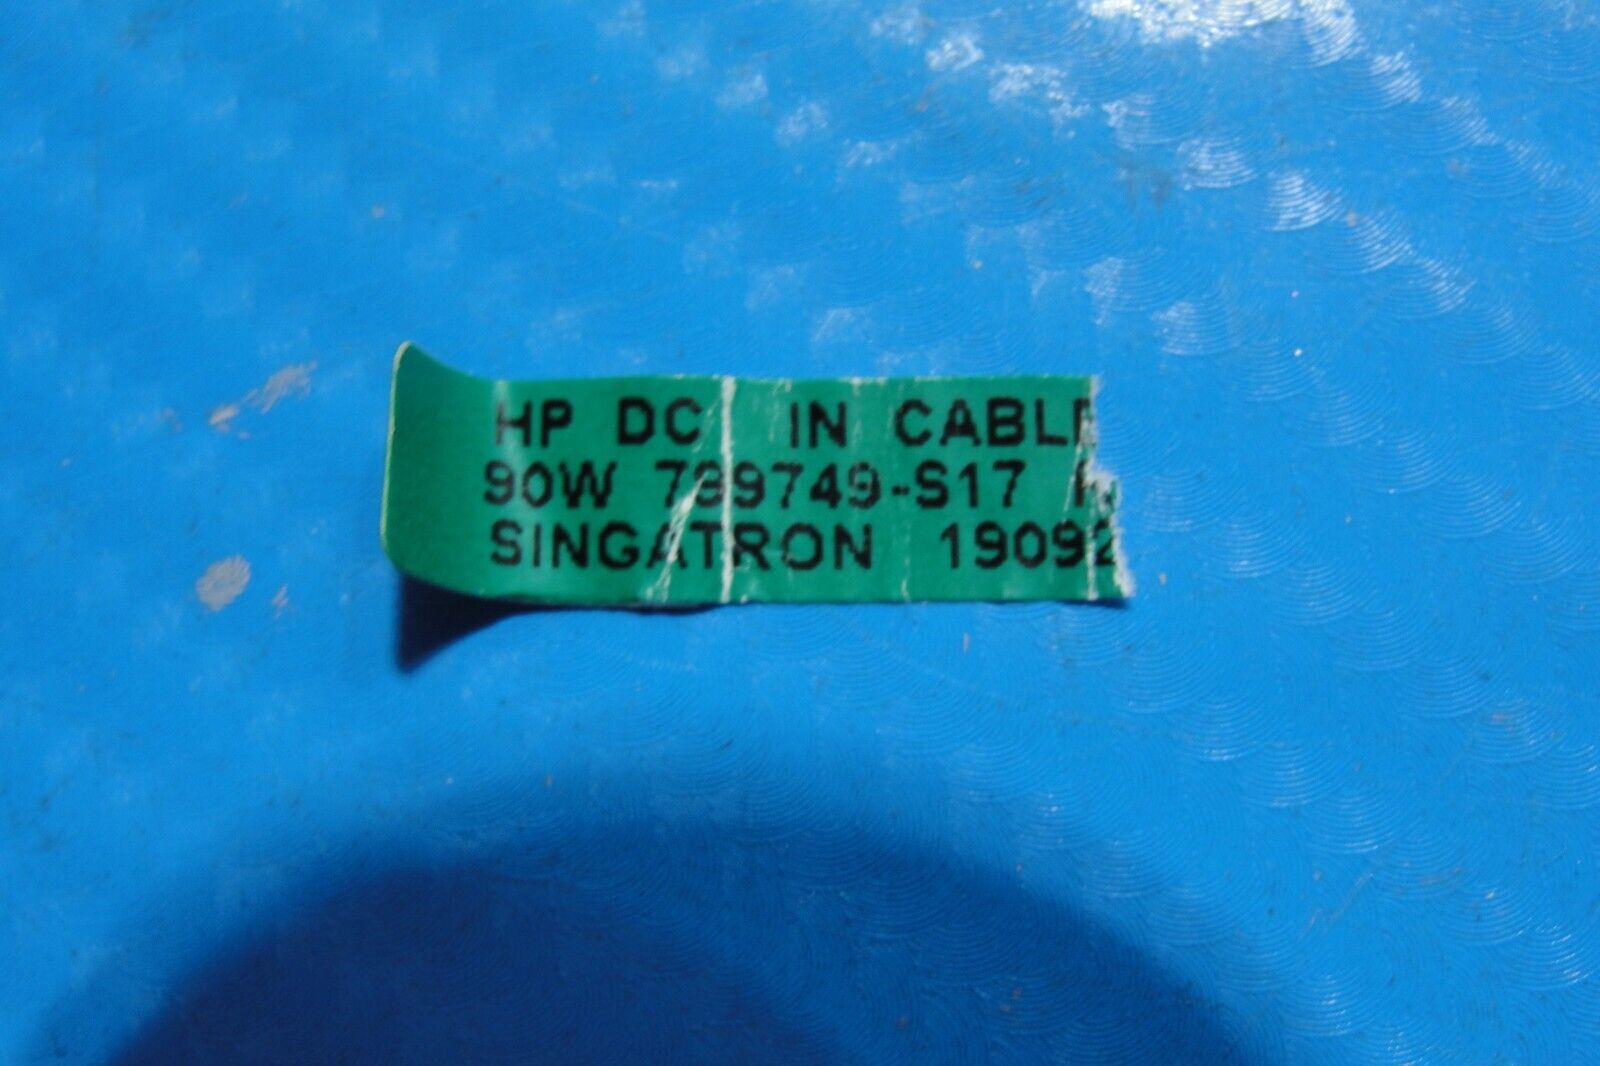 HP DC IN CABLE
90W 799749-S17
SINGATRON 19092